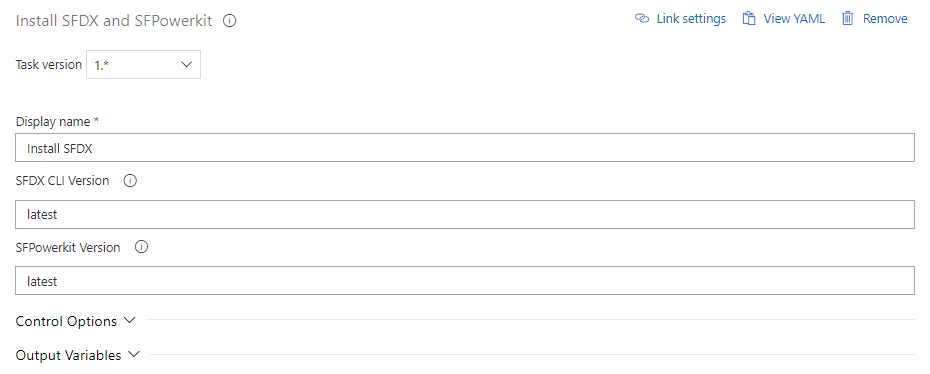 Install SFDX and SFPowerkit
Link settings View YAML Remove
Task version 1.*
Display name *
Install SFDX
SFDX CLI Version
latest
SFPowerkit Version
latest
Control Options
Output Variables